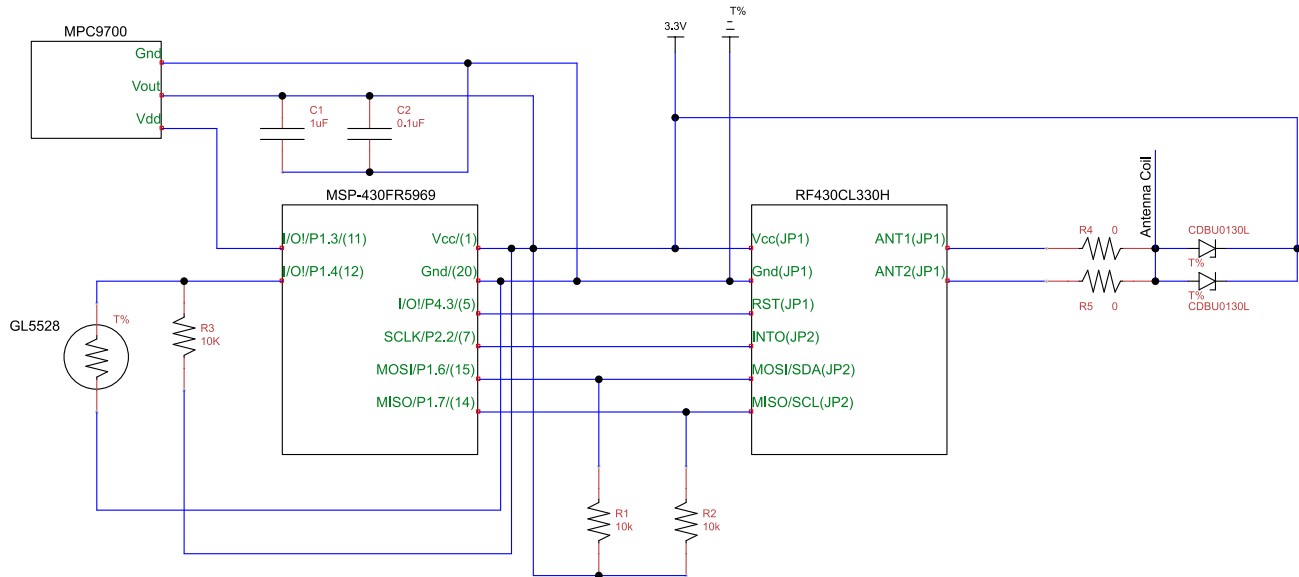 MPC9700
Gnd
Vout
Vdd
C1
1uF
C2
0.1uF
3.3V
T%
MSP-430FR5969
I/O!/P1.3/(11)
I/O!/P1.4(12)
Vcc/(1)
Gnd/(20)
I/O!/P4.3/(5)
SCLK/P2.2/(7)
MOSI/P1.6/(15)
MISO/P1.7/(14)
RF430CL330H
Vcc(JP1)
Gnd(JP1)
RST(JP1)
INTO(JP2)
MOSI/SDA(JP2)
MISO/SCL(JP2)
ANT1(JP1)
ANT2(JP1)
R4 0
R5 0
Antenna Coil
CDBU0130L
T%
T%
CDBU0130L
GL5528
T%
R3
10K
R1
10k
R2
10k